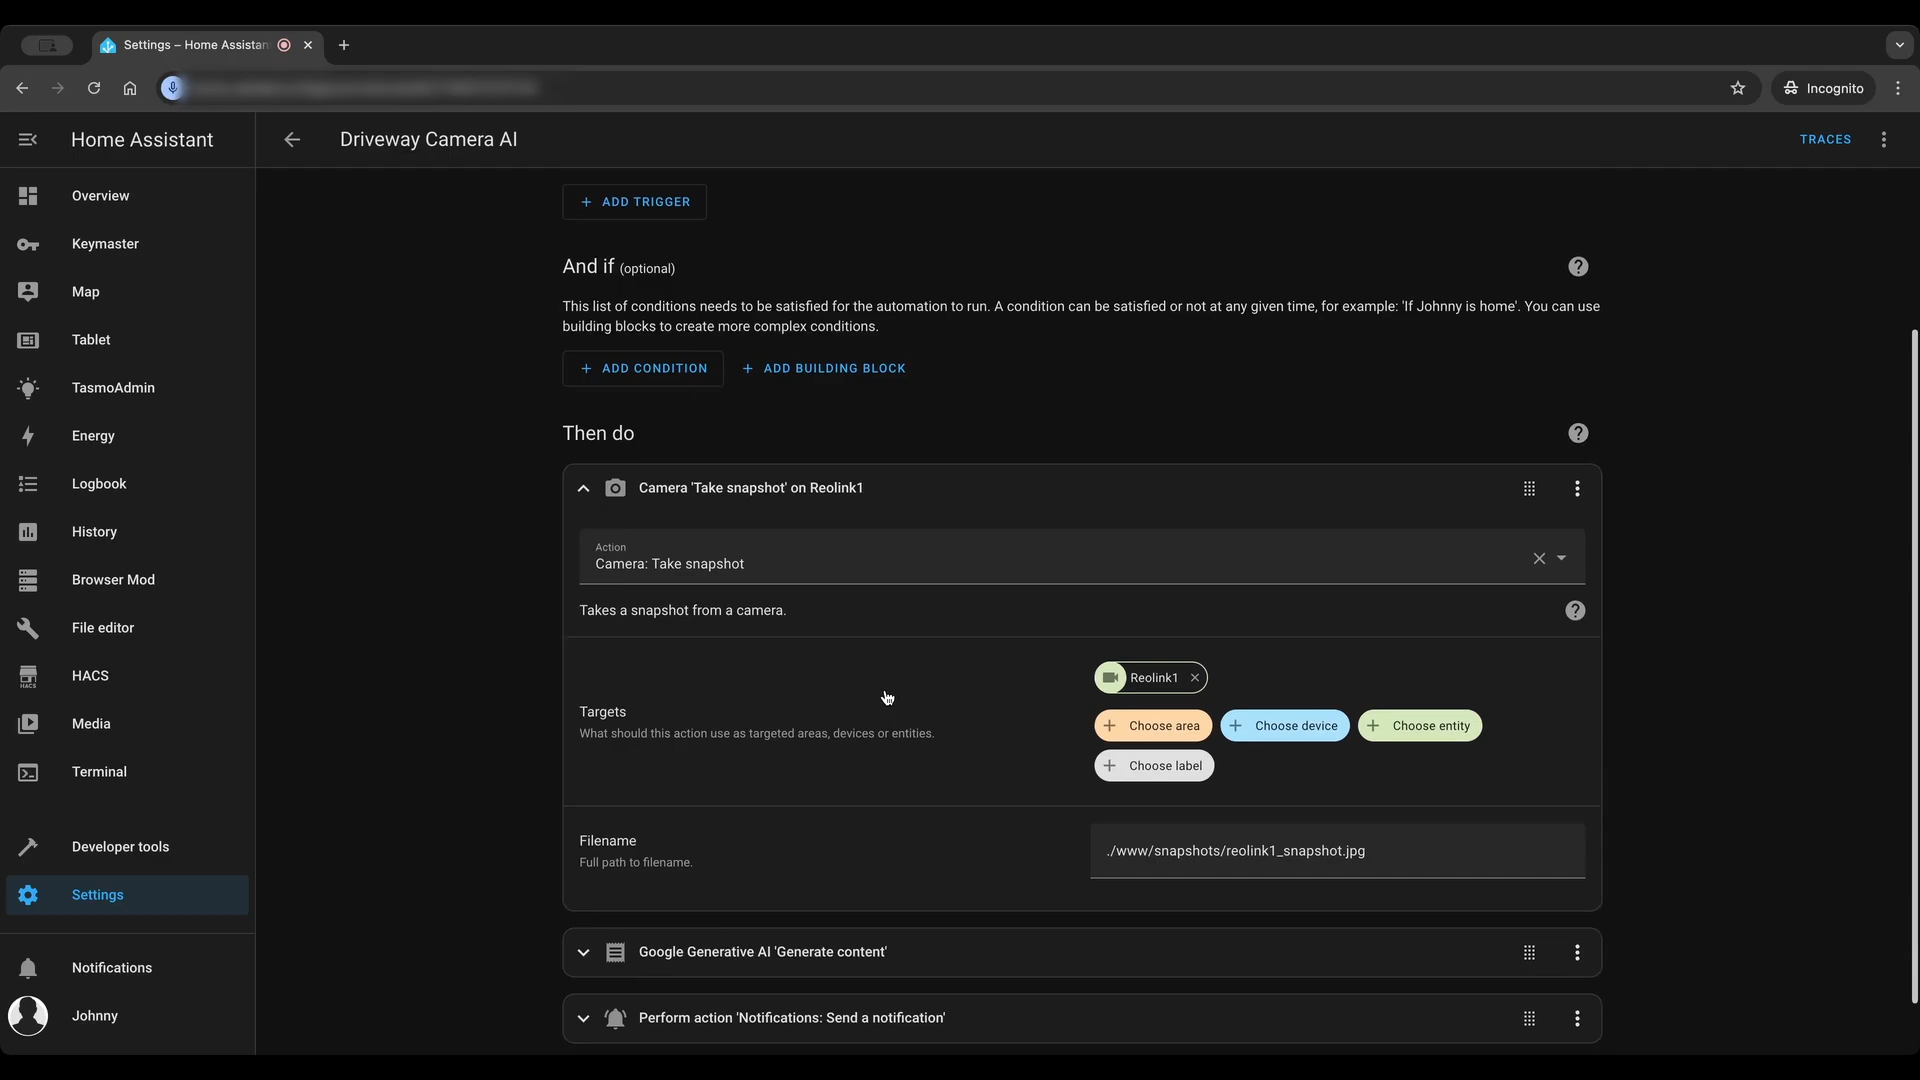 Settings – Home Assistan
Incognito
Home Assistant
Driveway Camera AI
TRACES
Overview
Keymaster
Map
Tablet
TasmoAdmin
Energy
Logbook
History
Browser Mod
File editor
HACS
HACS
Media
Terminal
Developer tools
Settings
Notifications
Johnny
ADD TRIGGER
And if (optional)
This list of conditions needs to be satisfied for the automation to run. A condition can be satisfied or not at any given time, for example: 'If Johnny is home'. You can use
building blocks to create more complex conditions.
ADD CONDITION
ADD BUILDING BLOCK
Then do
Camera 'Take snapshot' on Reolink1
Action
Camera: Take snapshot
Takes a snapshot from a camera.
Reolink1
Targets
What should this action use as targeted areas, devices or entities.
Choose area
Choose device
Choose entity
Choose label
Filename
Full path to filename.
./www/snapshots/reolink1_snapshot.jpg
Google Generative AI 'Generate content'
Perform action 'Notifications: Send a notification'